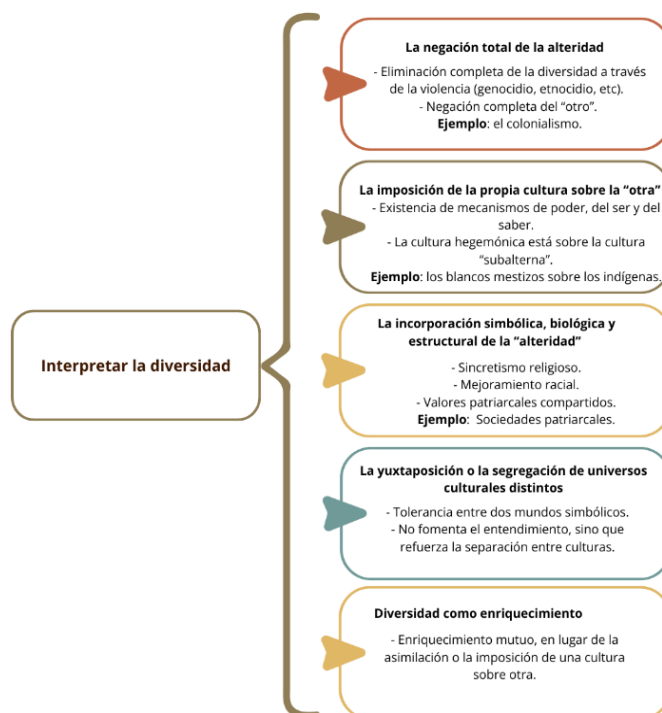 Interpretar la diversidad
La negación total de la alteridad
- Eliminación completa de la diversidad a través
de la violencia (genocidio, etnocidio, etc).
- Negación completa del “otro”.
Ejemplo: el colonialismo.
La imposición de la propia cultura sobre la “otra”
- Existencia de mecanismos de poder, del ser y del
saber.
- La cultura hegemónica está sobre la cultura
“subalterna”.
Ejemplo: los blancos mestizos sobre los indígenas.
La incorporación simbólica, biológica y
estructural de la “alteridad”
- Sincretismo religioso.
- Mejoramiento racial.
- Valores patriarcales compartidos.
Ejemplo: Sociedades patriarcales.
La yuxtaposición o la segregación de universos
culturales distintos
- Tolerancia entre dos mundos simbólicos.
- No fomenta el entendimiento, sino que
refuerza la separación entre culturas.
Diversidad como enriquecimiento
- Enriquecimiento mutuo, en lugar de la
asimilación o la imposición de una cultura
sobre otra.